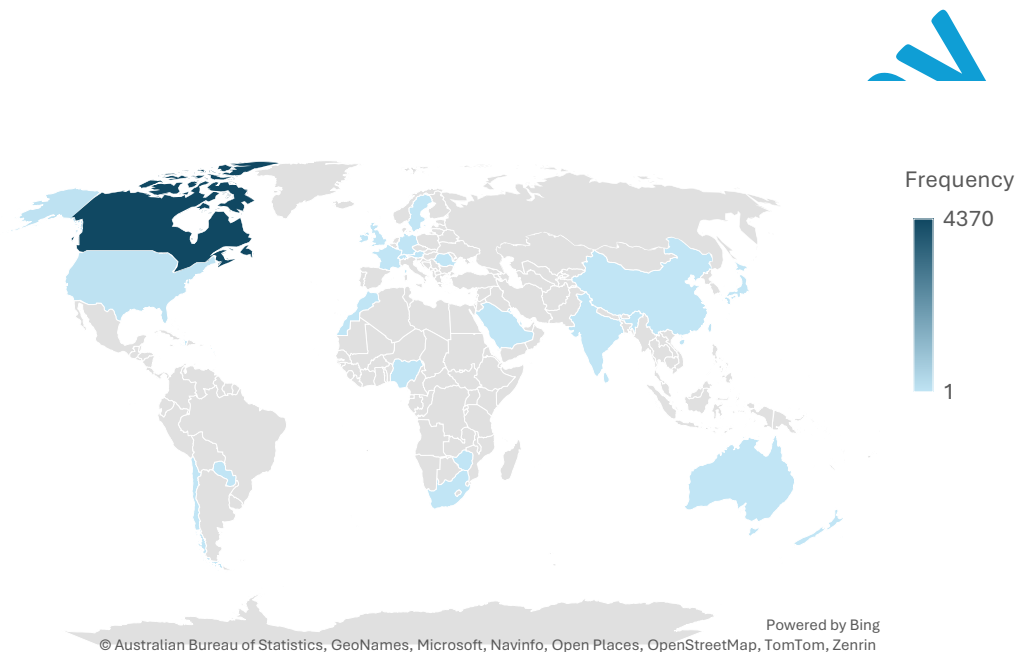 Frequency
4370
1
Powered by Bing
© Australian Bureau of Statistics, GeoNames, Microsoft, Navinfo, Open Places, OpenStreetMap, TomTom, Zenrin